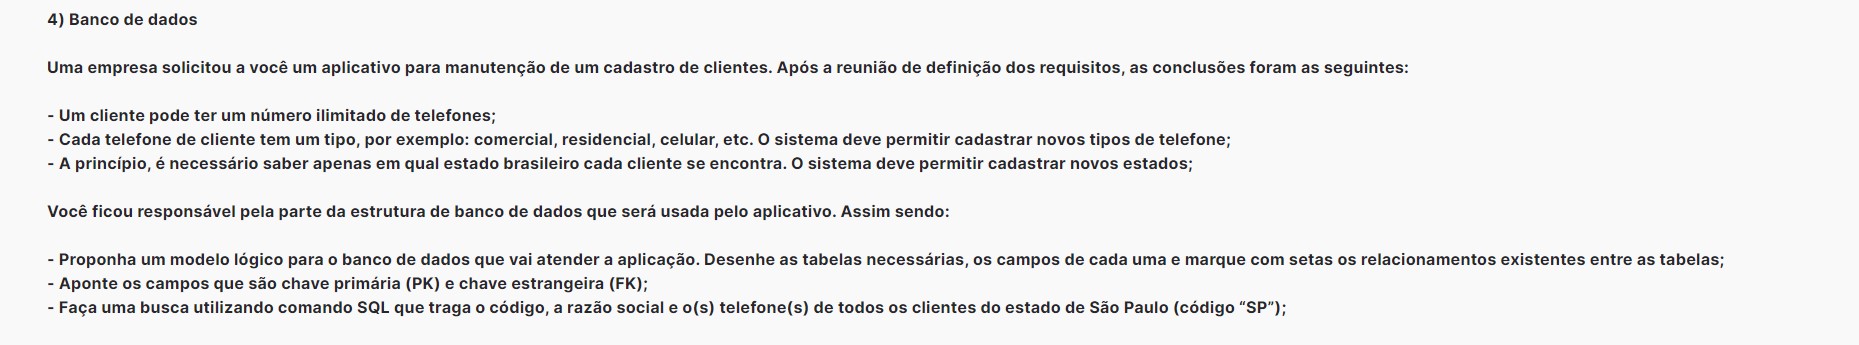 4) Banco de dados
Uma empresa solicitou a você um aplicativo para manutenção de um cadastro de clientes. Após a reunião de definição dos requisitos, as conclusões foram as seguintes:
- Um cliente pode ter um número ilimitado de telefones;
- Cada telefone de cliente tem um tipo, por exemplo: comercial, residencial, celular, etc. O sistema deve permitir cadastrar novos tipos de telefone;
- A princípio, é necessário saber apenas em qual estado brasileiro cada cliente se encontra. O sistema deve permitir cadastrar novos estados;
Você ficou responsável pela parte da estrutura de banco de dados que será usada pelo aplicativo. Assim sendo:
- Proponha um modelo lógico para o banco de dados que vai atender a aplicação. Desenhe as tabelas necessárias, os campos de cada uma e marque com setas os relacionamentos existentes entre as tabelas;
- Aponte os campos que são chave primária (PK) e chave estrangeira (FK);
- Faça uma busca utilizando comando SQL que traga o código, a razão social e o(s) telefone(s) de todos os clientes do estado de São Paulo (código “SP”);